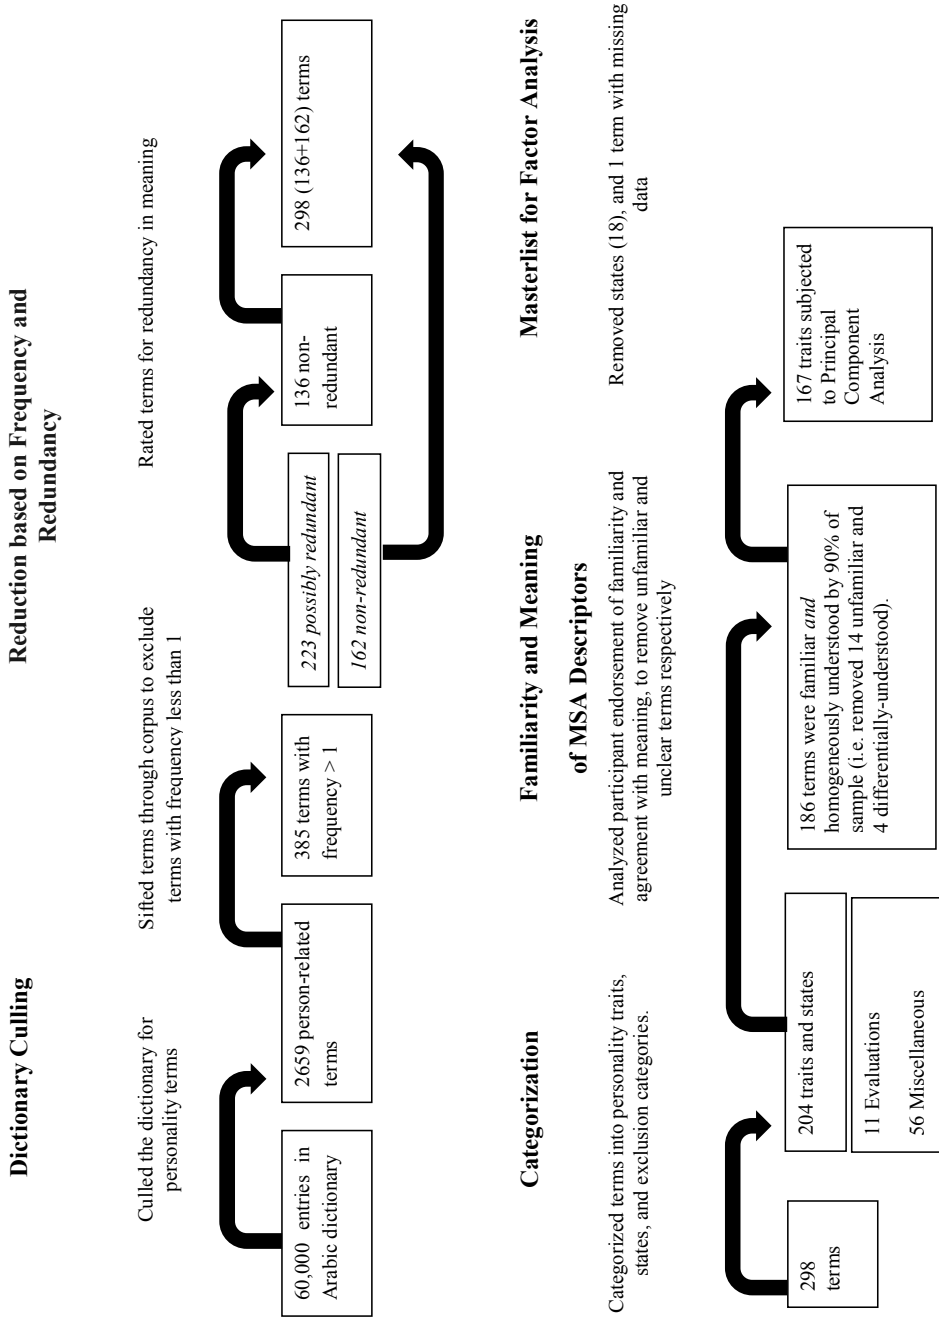 Dictionary Culling
Culled the dictionary for
personality terms
60,000 entries in
Arabic dictionary
2659 person-related
terms
Reduction based on Frequency and
Redundancy
Sifted terms through corpus to exclude
terms with frequency less than 1
385 terms with
frequency > 1
223 possibly redundant
162 non-redundant
Rated terms for redundancy in meaning
136 non-
redundant
298 (136+162) terms
Categorization
Categorized terms into personality traits,
states, and exclusion categories.
298
terms
204 traits and states
11 Evaluations
56 Miscellaneous
Familiarity and Meaning
of MSA Descriptors
Analyzed participant endorsement of familiarity and
agreement with meaning, to remove unfamiliar and
unclear terms respectively
186 terms were familiar and
homogeneously understood by 90% of
sample (i.e. removed 14 unfamiliar and
4 differentially-understood).
Masterlist for Factor Analysis
Removed states (18), and 1 term with missing
data
167 traits subjected
to Principal
Component
Analysis